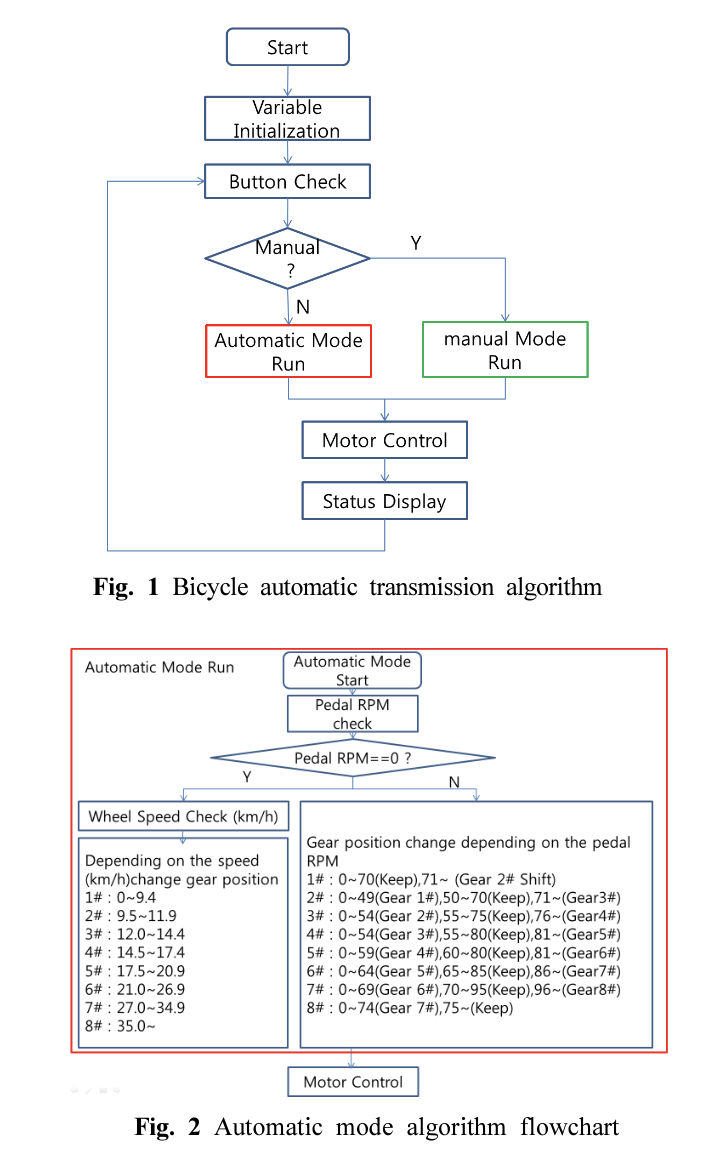 Start
Variable
Initialization
Button Check
Manual
?
Y
N
Automatic Mode
Run
manual Mode
Run
Motor Control
Status Display
Fig. 1 Bicycle automatic transmission algorithm
Automatic Mode Run
Automatic Mode
Start
Pedal RPM
check
Pedal RPM==0 ?
Y
N
Wheel Speed Check (km/h)
Depending on the speed
(km/h)change gear position
1# : 0~9.4
2# : 9.5~11.9
3# : 12.0~14.4
4# : 14.5~17.4
5# : 17.5~20.9
6# : 21.0~26.9
7# : 27.0~34.9
8# : 35.0~
Gear position change depending on the pedal
RPM
1# : 0~70(Keep),71~ (Gear 2# Shift)
2# : 0~49(Gear 1#),50~70(Keep),71~(Gear3#)
3# : 0~54(Gear 2#),55~75(Keep),76~(Gear4#)
4# : 0~54(Gear 3#),55~80(Keep),81~(Gear5#)
5# : 0~59(Gear 4#),60~80(Keep),81~(Gear6#)
6# : 0~64(Gear 5#),65~85(Keep),86~(Gear7#)
7# : 0~69(Gear 6#),70~95(Keep),96~(Gear8#)
8# : 0~74(Gear 7#),75~(Keep)
Motor Control
Fig. 2 Automatic mode algorithm flowchart